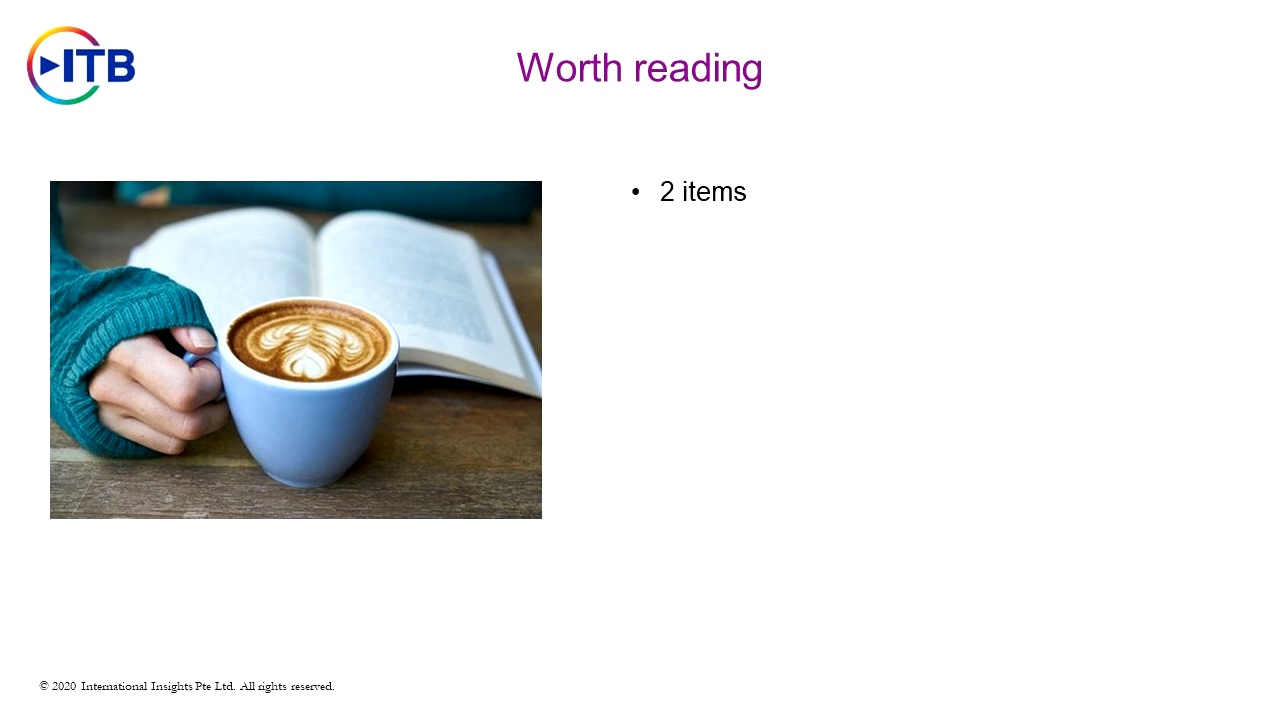 ITB
Worth reading
• 2 items
© 2020 International Insights Pte Ltd. All rights reserved.